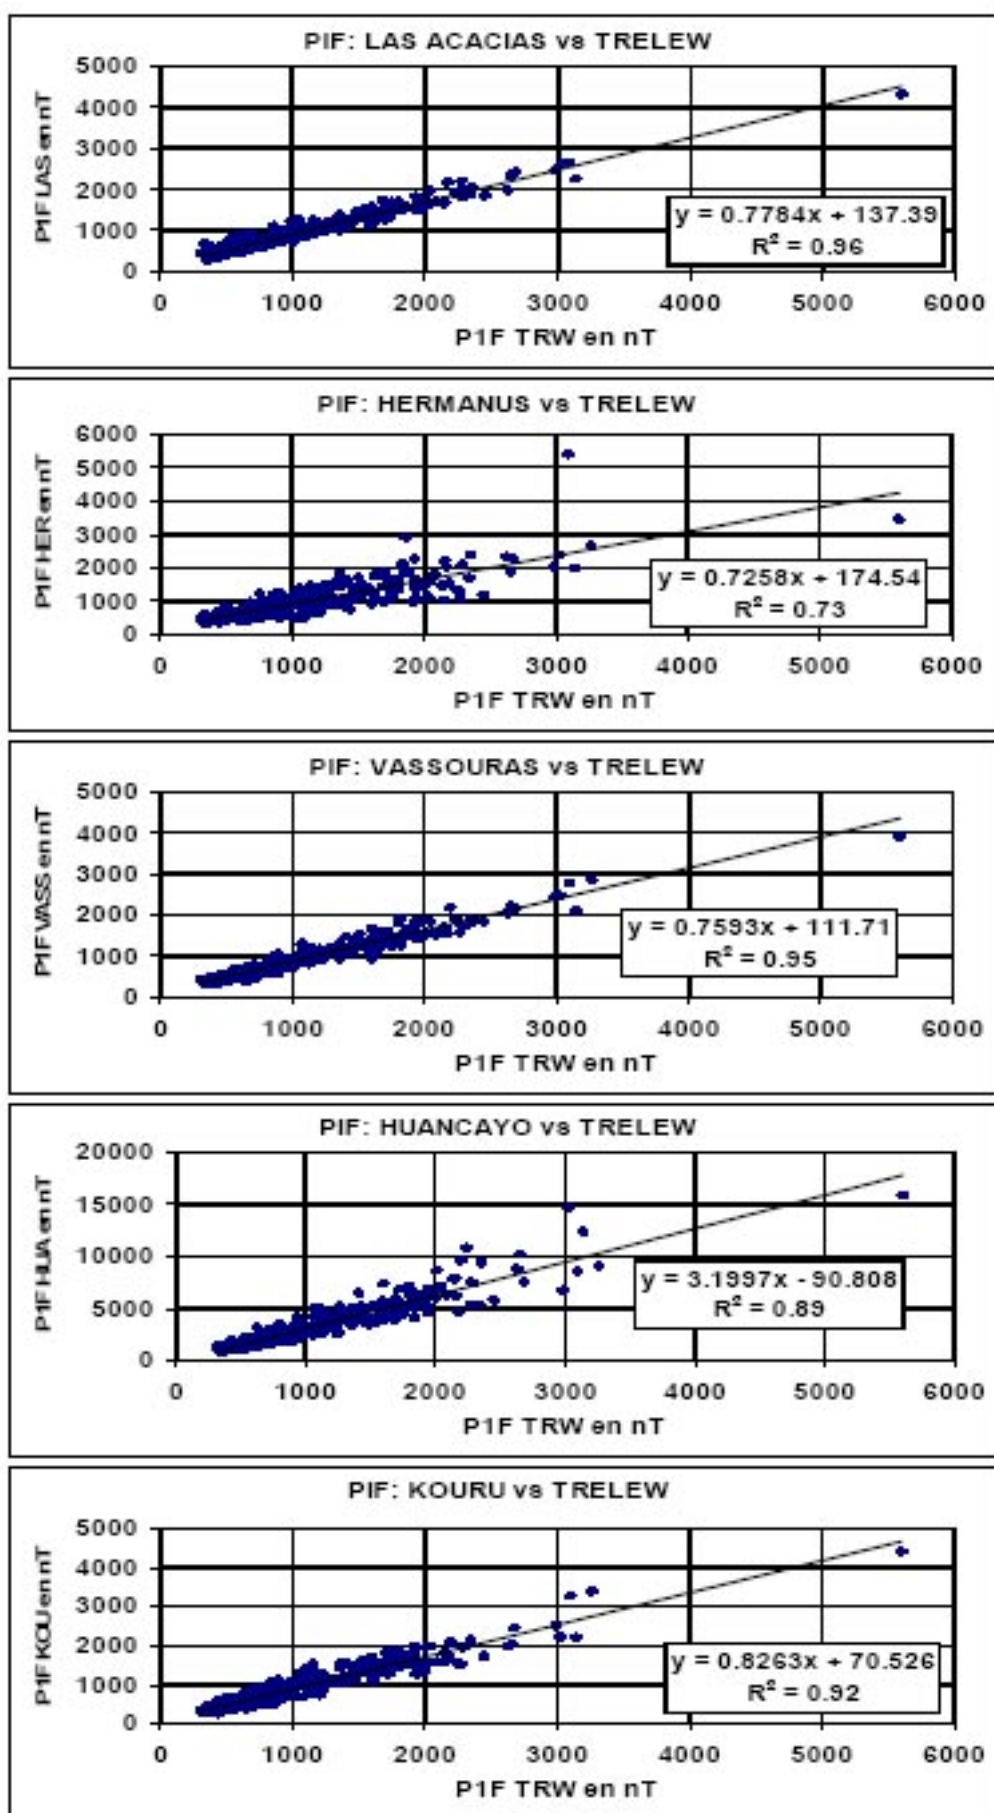 PIF: LAS ACACIAS vs TRELEW
5000
4000
3000
2000
1000
0
P1F LAS en nT
y = 0.7784x + 137.39
R² = 0.96
0 1000 2000 3000 4000 5000 6000
P1F TRW en nT
PIF: HERMANUS vs TRELEW
6000
5000
4000
3000
2000
1000
0
P1F HER en nT
y = 0.7258x + 174.54
R² = 0.73
0 1000 2000 3000 4000 5000 6000
P1F TRW en nT
PIF: VASSOURAS vs TRELEW
5000
4000
3000
2000
1000
0
P1F VASS en nT
y = 0.7593x + 111.71
R² = 0.95
0 1000 2000 3000 4000 5000 6000
P1F TRW en nT
PIF: HUANCAYO vs TRELEW
20000
15000
10000
5000
0
P1F HUA en nT
y = 3.1997x - 90.808
R² = 0.89
0 1000 2000 3000 4000 5000 6000
P1F TRW en nT
PIF: KOURU vs TRELEW
5000
4000
3000
2000
1000
0
P1F KOU en nT
y = 0.8263x + 70.526
R² = 0.92
0 1000 2000 3000 4000 5000 6000
P1F TRW en nT